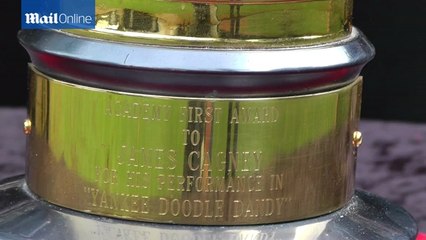 MailOnline
ACADEMY FIRST AWARD
TO
JAMES CAGNEY
FOR HIS PERFORMANCE IN
"YANKEE DOODLE DANDY"